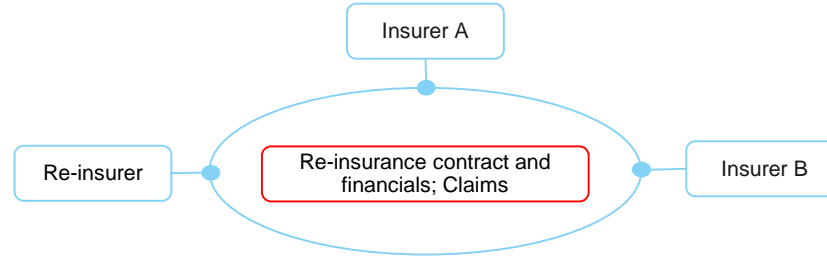 Insurer A
Re-insurer
Re-insurance contract and
financials; Claims
Insurer B